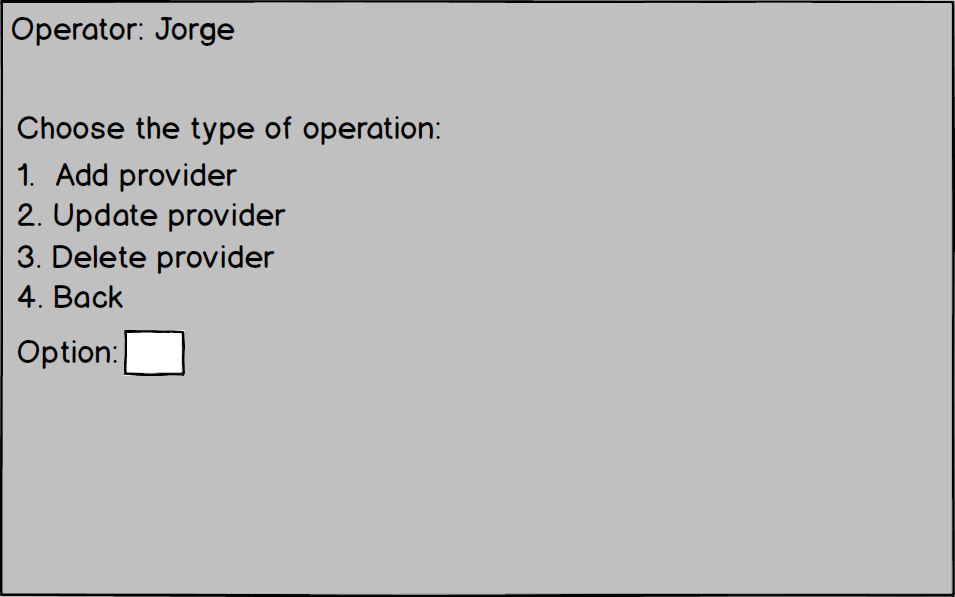 Operator: Jorge
Choose the type of operation:
1. Add provider
2. Update provider
3. Delete provider
4. Back
Option: